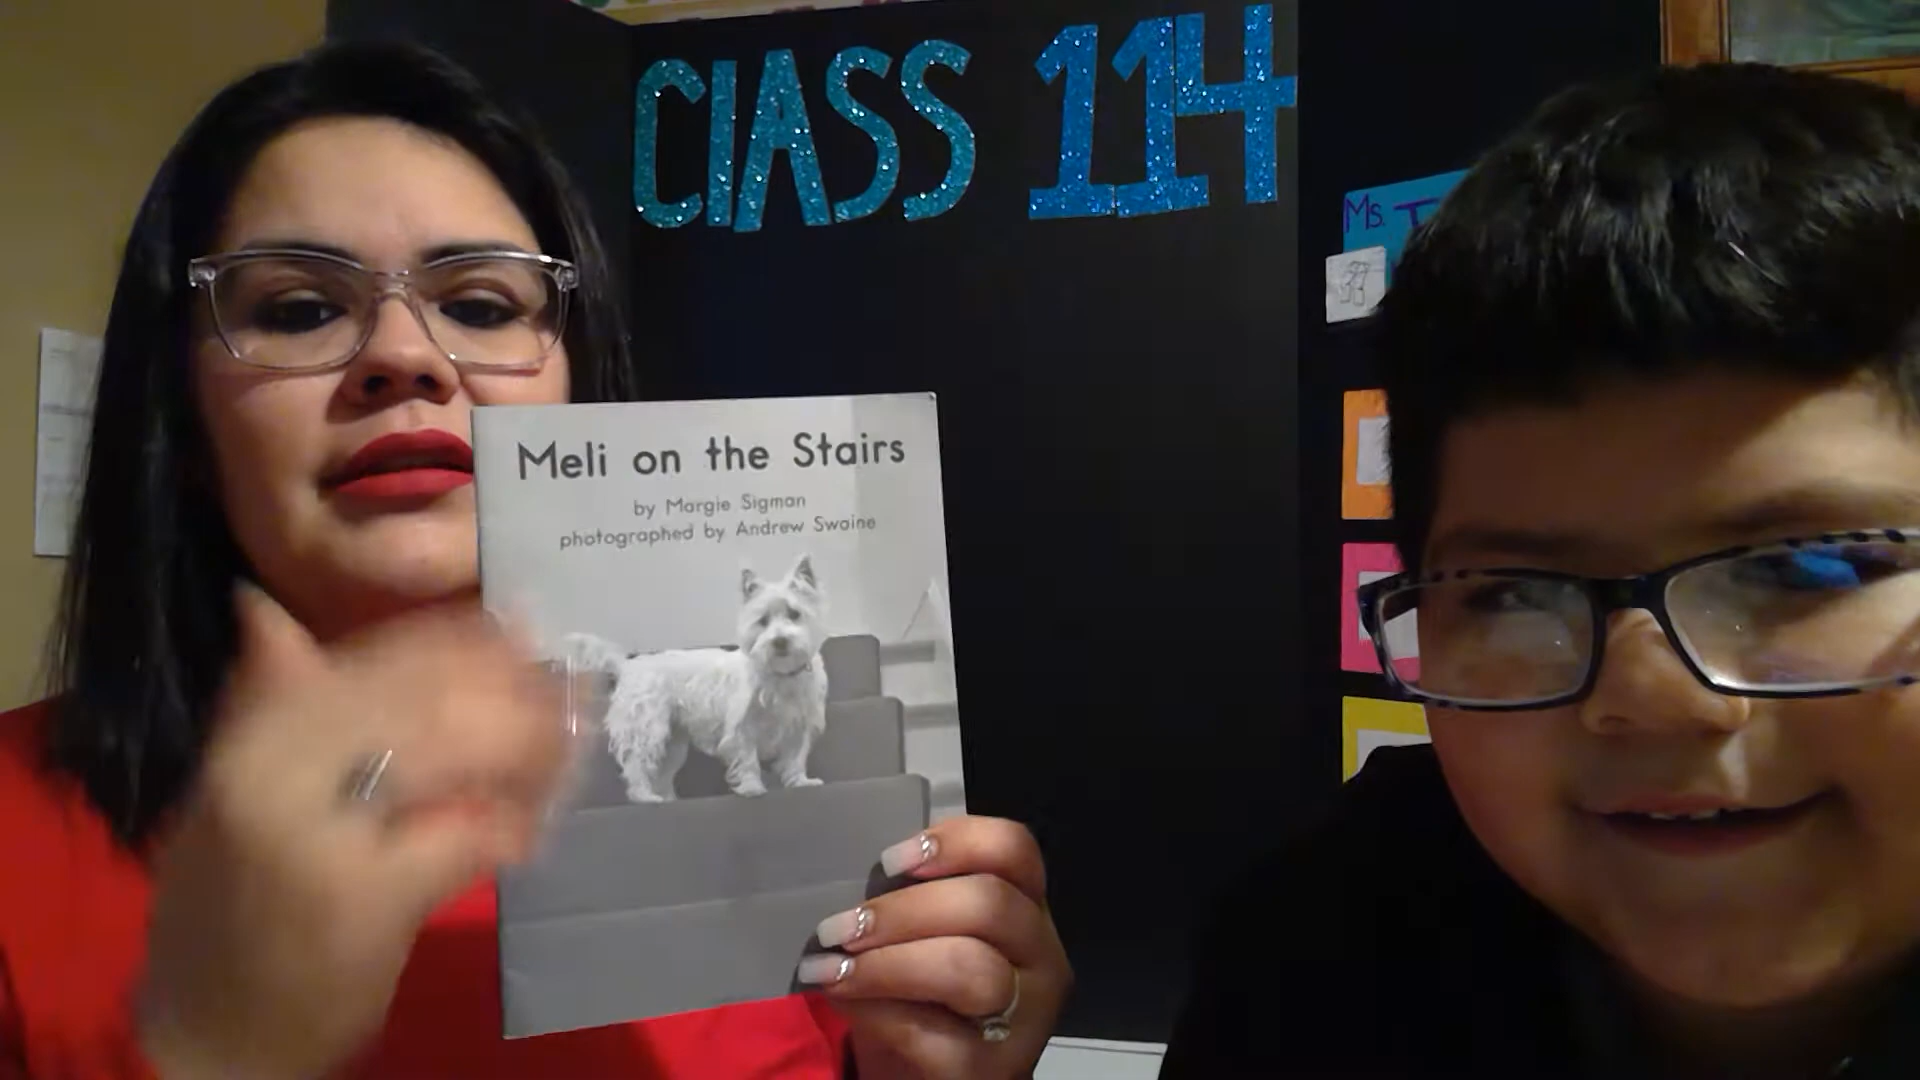 CLASS 114
Ms.
Meli on the Stairs
by Margie Sigman
photographed by Andrew Swaine